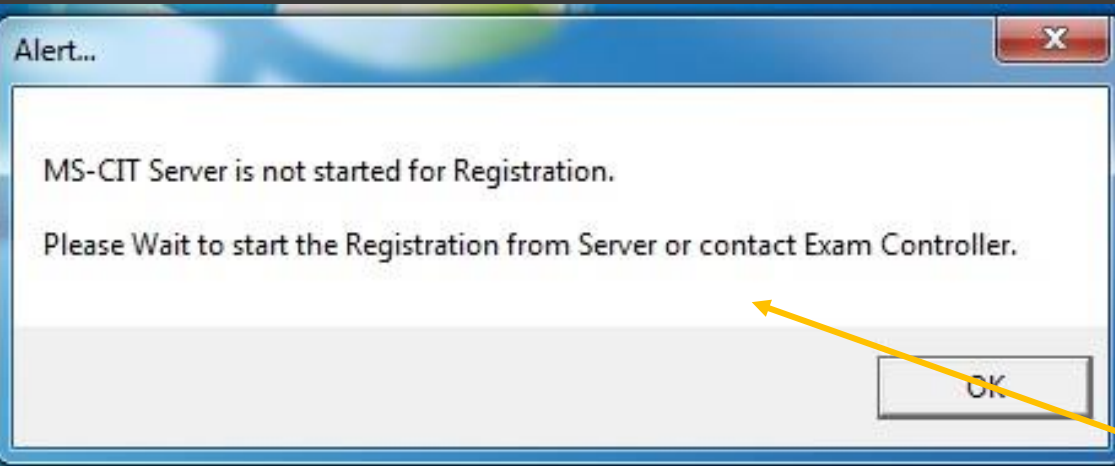 Alert...
MS-CIT Server is not started for Registration.
Please Wait to start the Registration from Server or contact Exam Controller.
OK